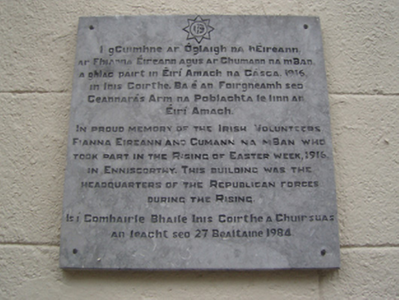 I gCuimhne ar Óglaigh na hÉireann
ar Fhianna Éireann agus ar Chumann na mBan,
a ghlac páirt in Éirí Amach na Cásca, 1916,
in Inis Corthe. Ba é an Foirgneamh seo
Ceannárás Arm na Poblachta le linn an
Éirí Amach.
IN PROUD MEMORY OF THE IRISH VOLUNTEERS
FIANNA EIREANN AND CUMANN NA MBAN WHO
TOOK PART IN THE RISING OF EASTER WEEK, 1916,
IN ENNISCORTHY. THIS BUILDING WAS THE
HEADQUARTERS OF THE REPUBLICAN FORCES
DURING THE RISING.
Is í Comhairle Bhaile Inis Corthe a Chuir suas
an leacht seo 27 Bealtaine 1984.